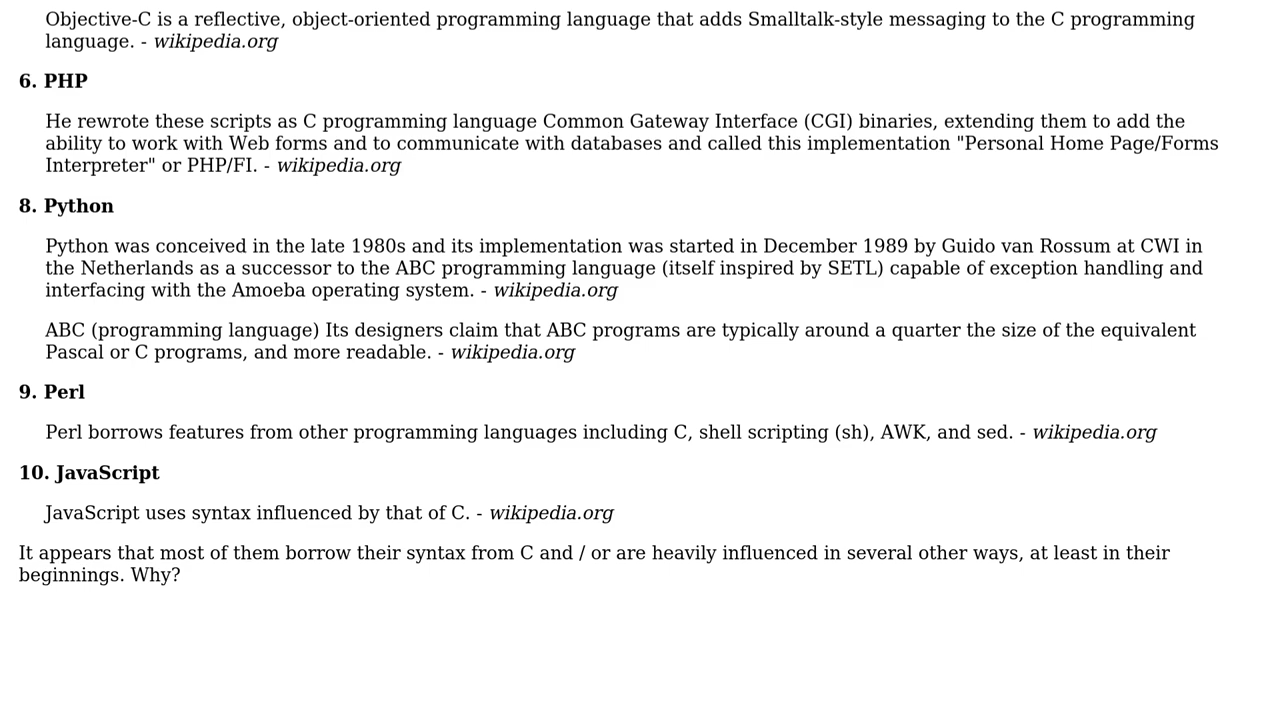 Objective-C is a reflective, object-oriented programming language that adds Smalltalk-style messaging to the C programming
language. - wikipedia.org
6. PHP
He rewrote these scripts as C programming language Common Gateway Interface (CGI) binaries, extending them to add the
ability to work with Web forms and to communicate with databases and called this implementation "Personal Home Page/Forms
Interpreter" or PHP/FI. - wikipedia.org
8. Python
Python was conceived in the late 1980s and its implementation was started in December 1989 by Guido van Rossum at CWI in
the Netherlands as a successor to the ABC programming language (itself inspired by SETL) capable of exception handling and
interfacing with the Amoeba operating system. - wikipedia.org
ABC (programming language) Its designers claim that ABC programs are typically around a quarter the size of the equivalent
Pascal or C programs, and more readable. - wikipedia.org
9. Perl
Perl borrows features from other programming languages including C, shell scripting (sh), AWK, and sed. - wikipedia.org
10. JavaScript
JavaScript uses syntax influenced by that of C. - wikipedia.org
It appears that most of them borrow their syntax from C and / or are heavily influenced in several other ways, at least in their
beginnings. Why?